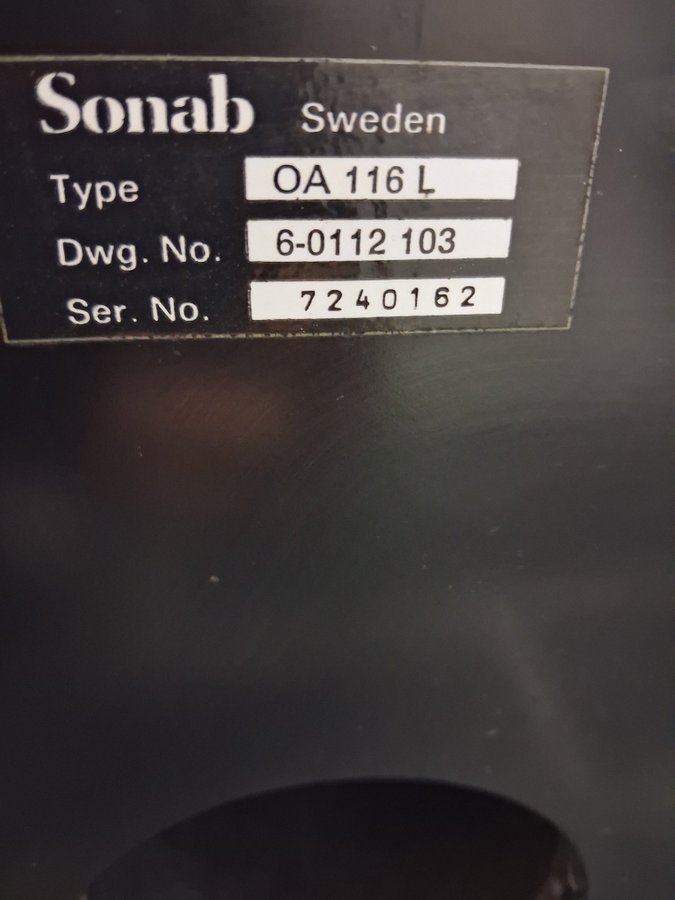 Sonab Sweden
Type OA 116 L
Dwg. No. 6-0112 103
Ser. No. 7240162